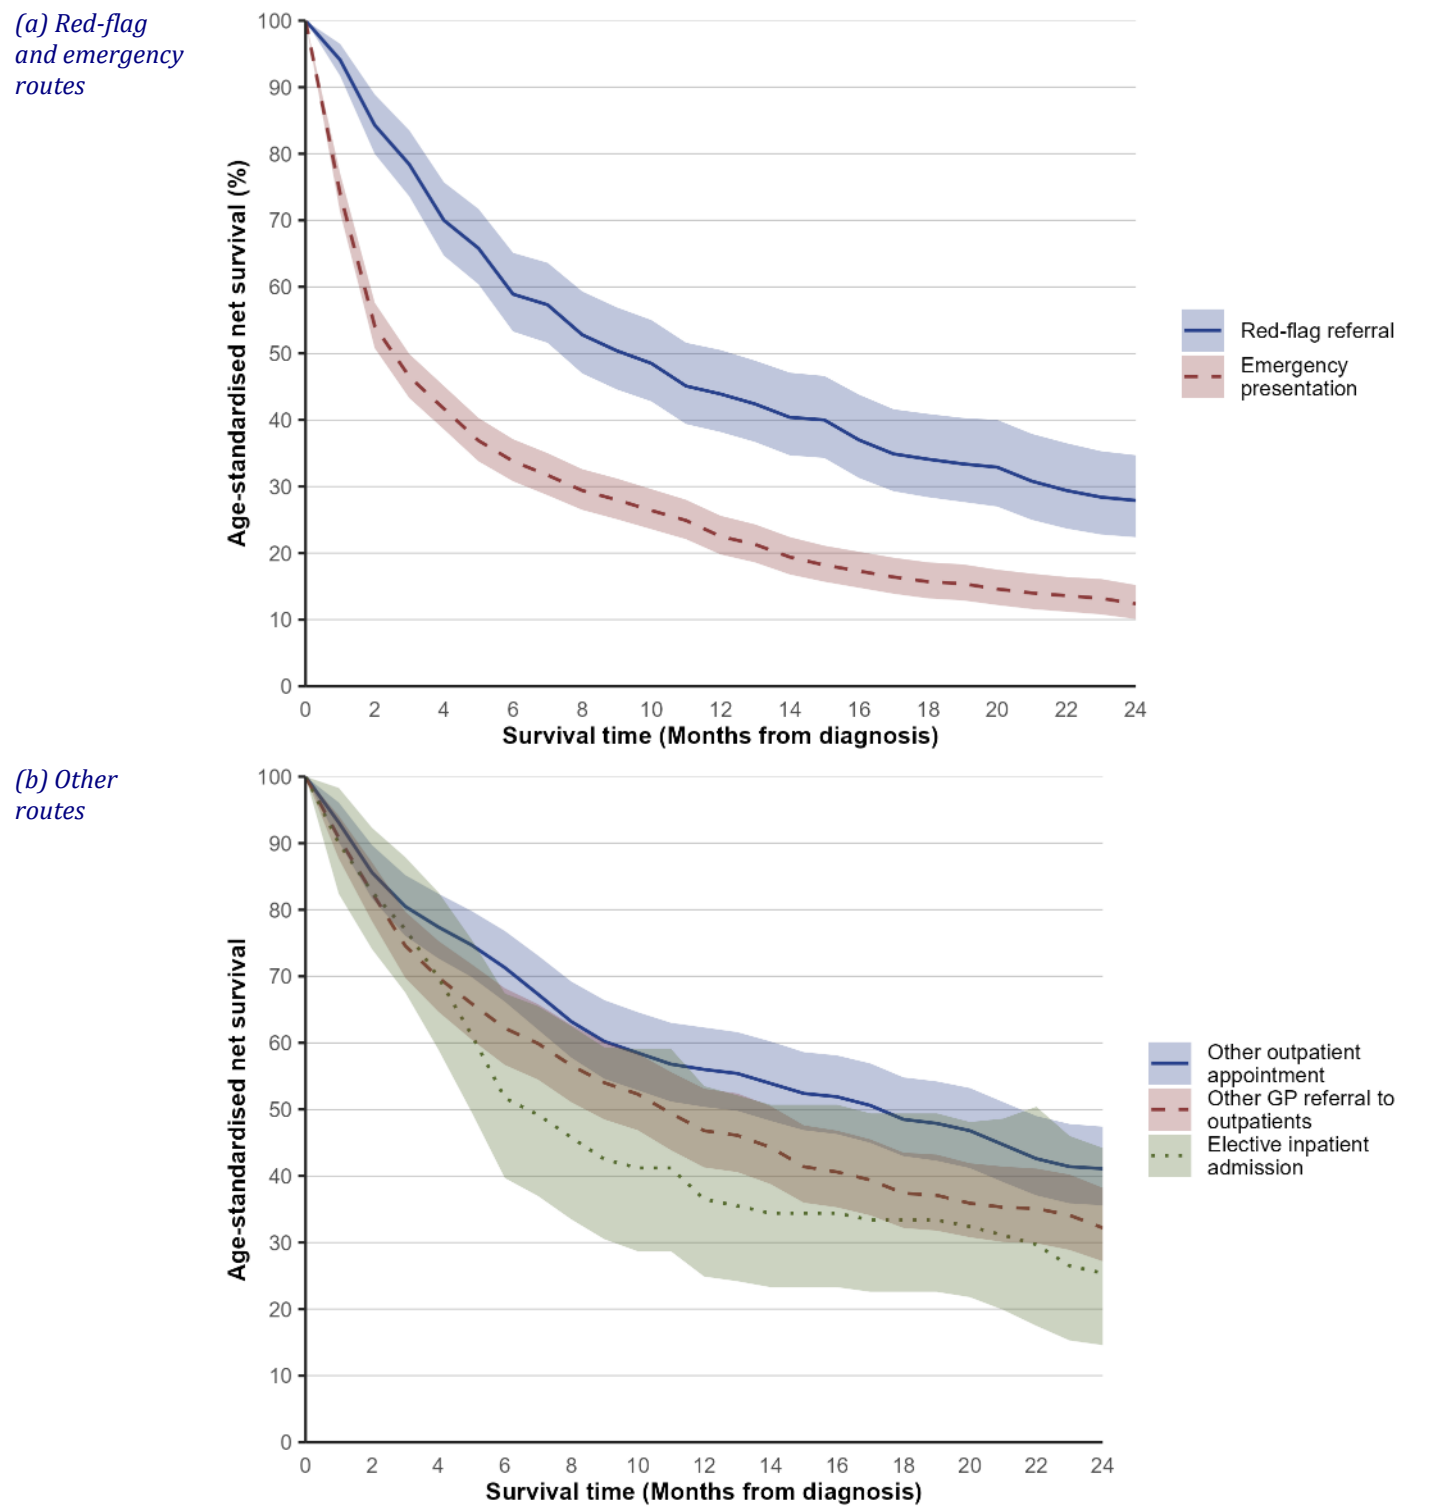 (a) Red-flag
and emergency
routes
Age-standardised net survival (%)
100
90
80
70
60
50
40
30
20
10
0
0 2 4 6 8 10 12 14 16 18 20 22 24
Survival time (Months from diagnosis)
Red-flag referral
Emergency
presentation
(b) Other
routes
Age-standardised net survival
100
90
80
70
60
50
40
30
20
10
0
0 2 4 6 8 10 12 14 16 18 20 22 24
Survival time (Months from diagnosis)
Other outpatient
appointment
Other GP referral to
outpatients
Elective inpatient
admission